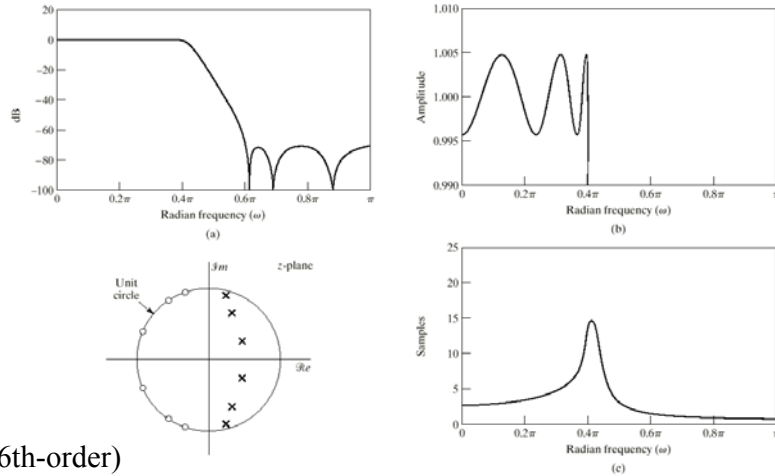 20
0
−20
−40
−60
−80
−100
dB
0
0.2π
0.4π
0.6π
0.8π
π
Radian frequency (ω)
(a)
1.010
1.005
1.000
0.995
0.990
Amplitude
0
0.2π
0.4π
0.6π
0.8π
π
Radian frequency (ω)
(b)
Unit
circle
ℐm
z-plane
ℛe
25
20
15
10
5
0
Samples
0
0.2π
0.4π
0.6π
0.8π
π
Radian frequency (ω)
(c)
6th-order)